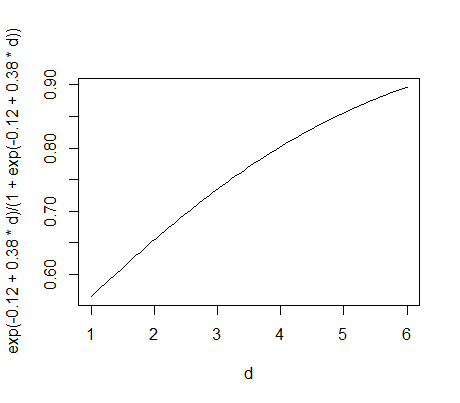 exp(-0.12 + 0.38 * d)/(1 + exp(-0.12 + 0.38 * d))
0.90
0.80
0.70
0.60
1 2 3 4 5 6
d